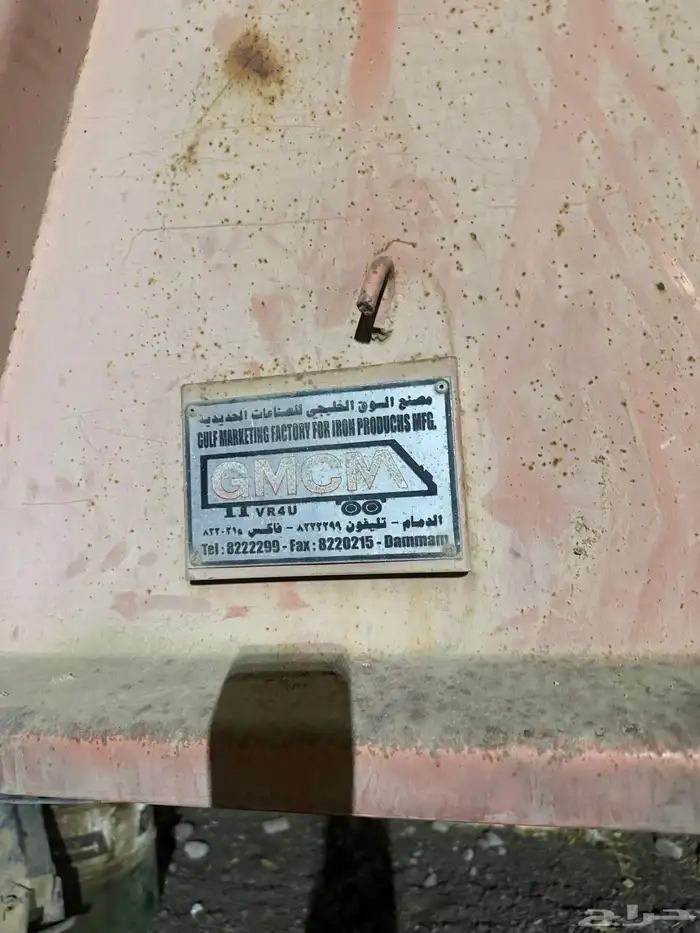 مصنع السوق الخليجي للصناعات الحديدية
GULF MARKETING FACTORY FOR IRON PRODUCHS MFG.
GMCM
VR4U
الدمام - تليفون ٨٢٢٢٢٩٩ - فاكس ٨٢٢٠٢١٥
Tel : 8222299 - Fax : 8220215 - Dammam
حراج